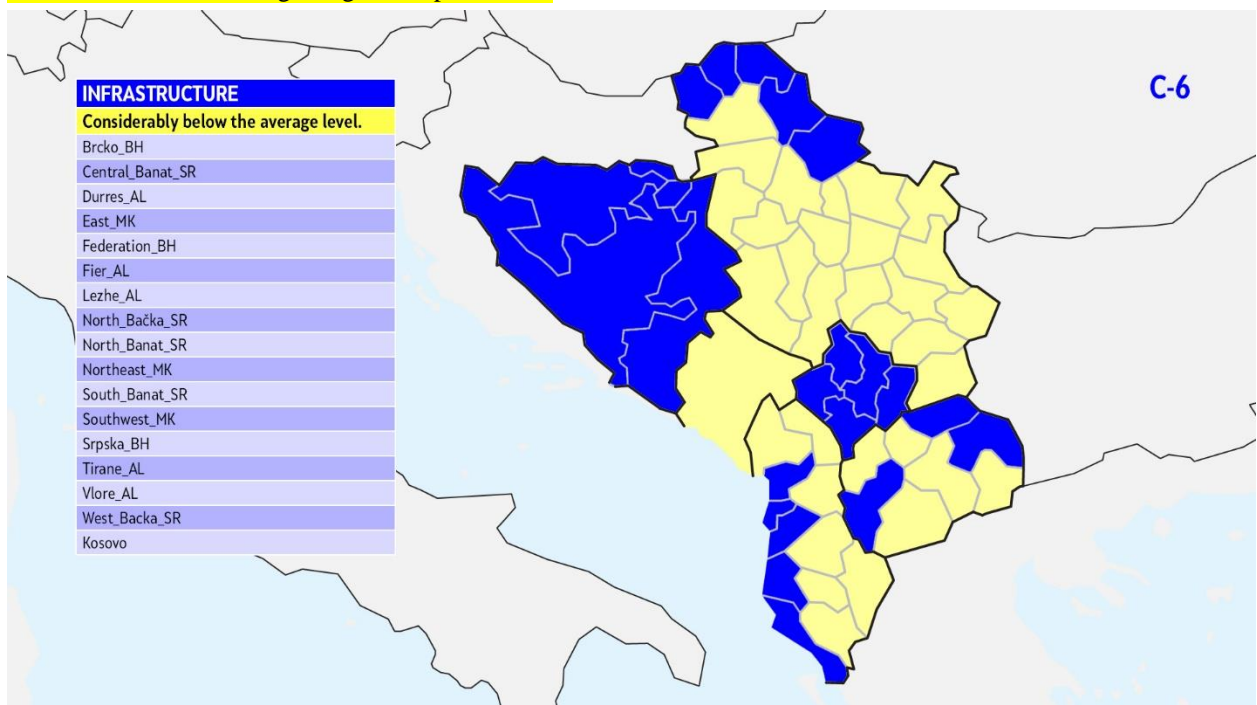 INFRASTRUCTURE
Considerably below the average level.
Brcko_BH
Central_Banat_SR
Durres_AL
East_MK
Federation_BH
Fier_AL
Lezhe_AL
North_Bačka_SR
North_Banat_SR
Northeast_MK
South_Banat_SR
Southwest_MK
Srpska_BH
Tirane_AL
Vlore_AL
West_Backa_SR
Kosovo
C-6